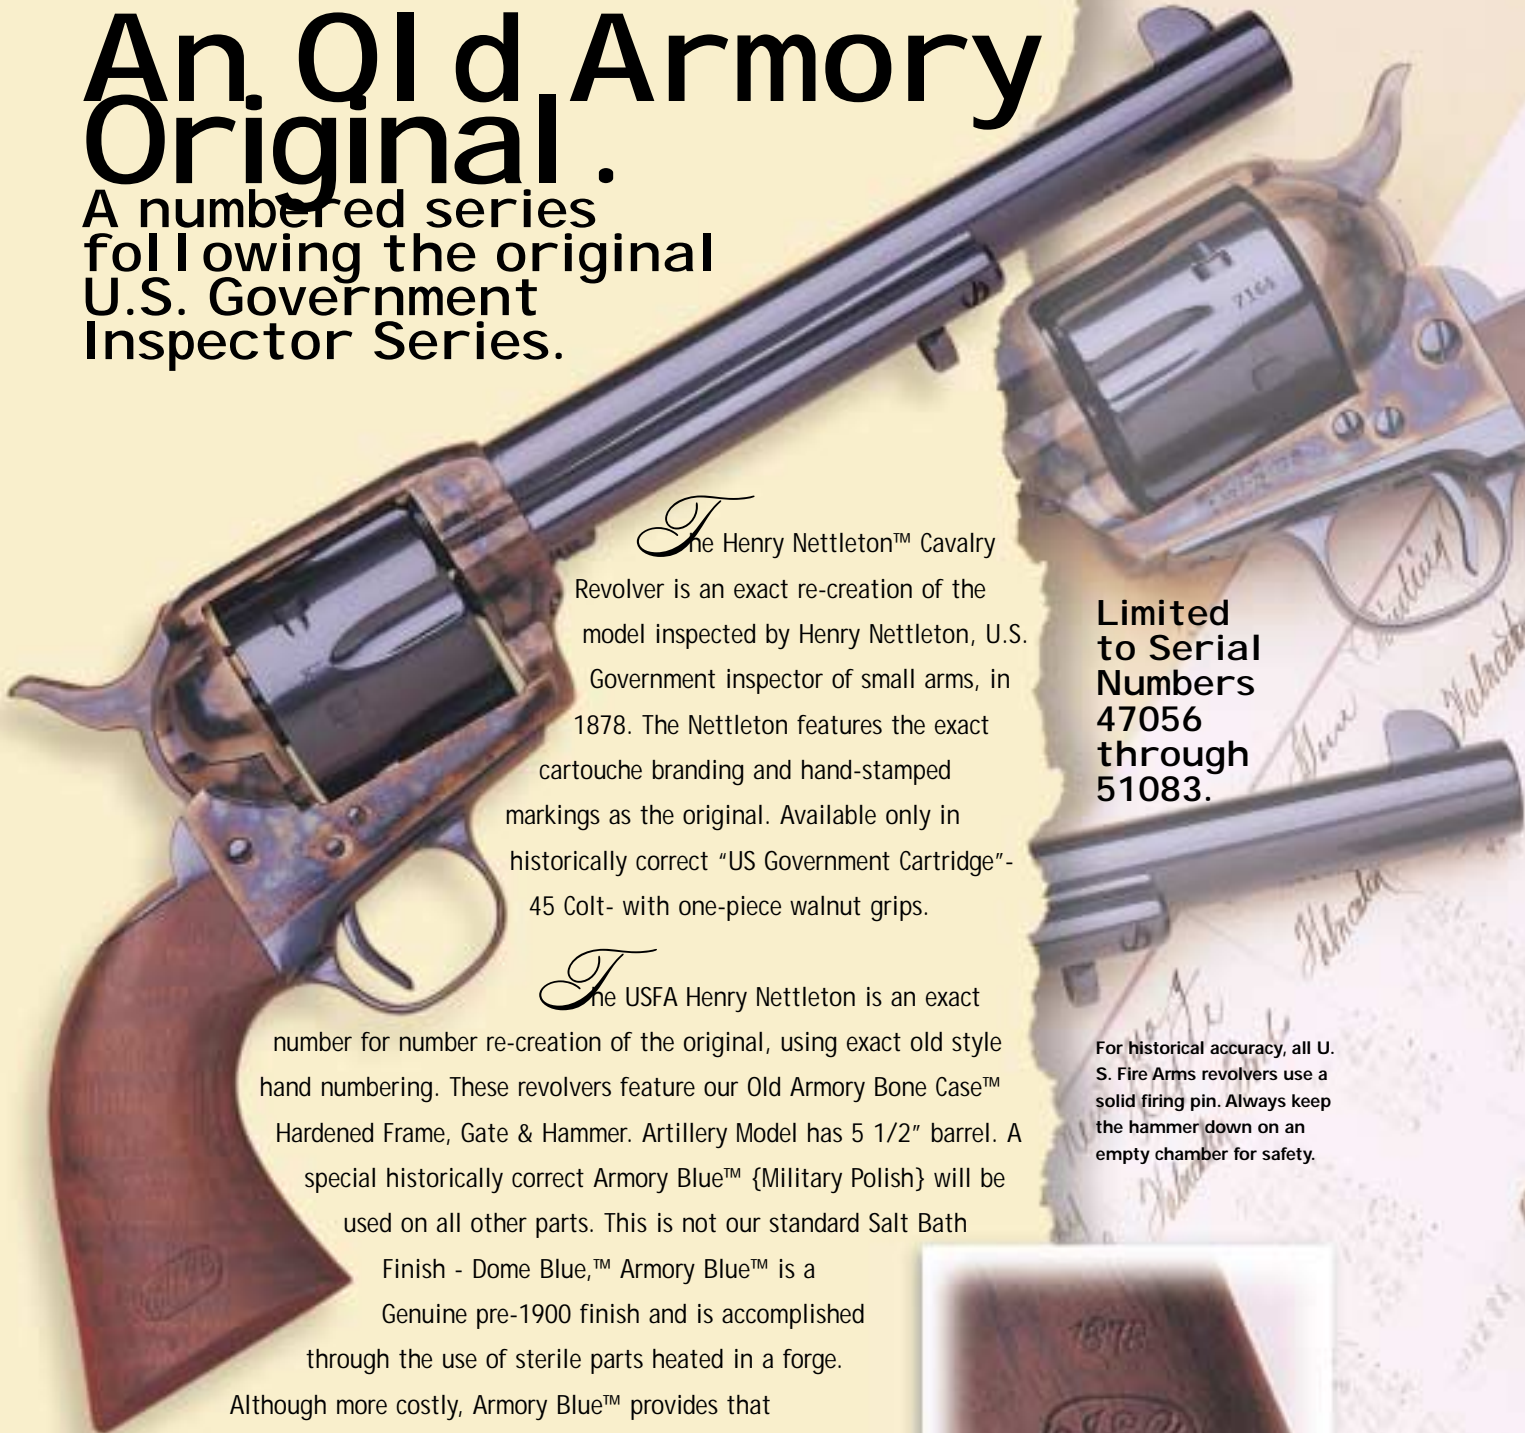 An Old Armory
Original.
A numbered series
following the original
U.S. Government
Inspector Series.
The Henry Nettleton™ Cavalry
Revolver is an exact re-creation of the
model inspected by Henry Nettleton, U.S.
Government inspector of small arms, in
1878. The Nettleton features the exact
cartouche branding and hand-stamped
markings as the original. Available only in
historically correct “US Government Cartridge”-
45 Colt- with one-piece walnut grips.
The USFA Henry Nettleton is an exact
number for number re-creation of the original, using exact old style
hand numbering. These revolvers feature our Old Armory Bone Case™
Hardened Frame, Gate & Hammer. Artillery Model has 5 1/2” barrel. A
special historically correct Armory Blue™ {Military Polish} will be
used on all other parts. This is not our standard Salt Bath
Finish - Dome Blue,™ Armory Blue™ is a
Genuine pre-1900 finish and is accomplished
through the use of sterile parts heated in a forge.
Although more costly, Armory Blue™ provides that
7164
Limited
to Serial
Numbers
47056
through
51083.
For historical accuracy, all U.
S. Fire Arms revolvers use a
solid firing pin. Always keep
the hammer down on an
empty chamber for safety.
1878